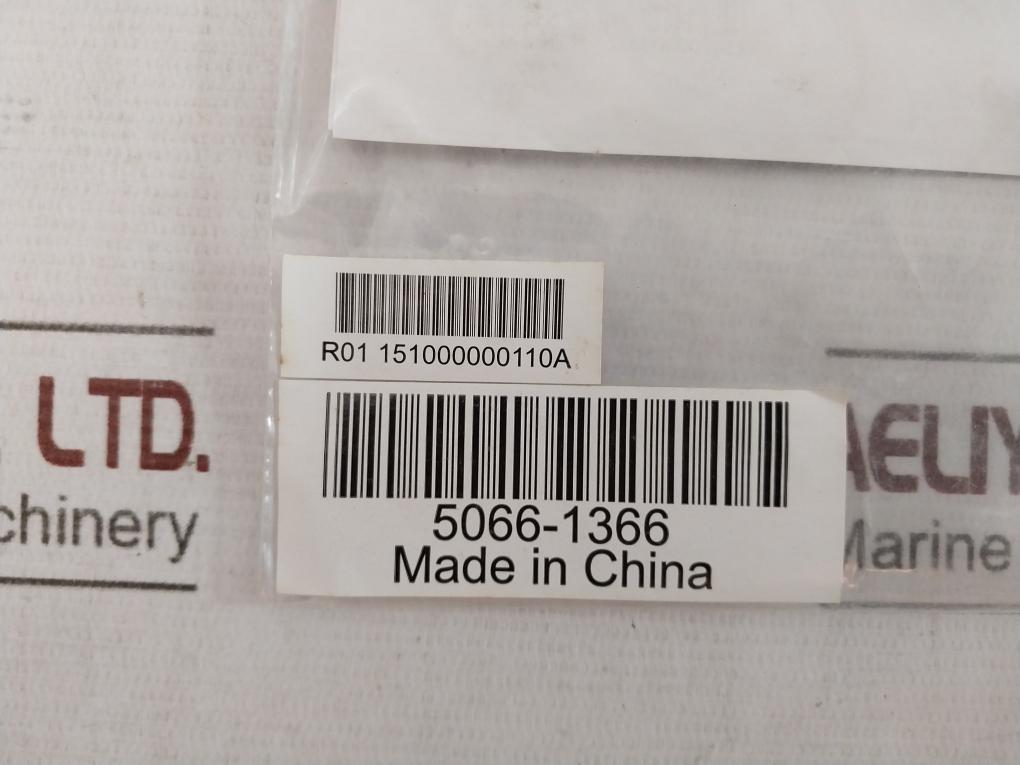 R01 151000000110A
5066-1366
Made in China
LTD.
chinery
AELIY
Marine